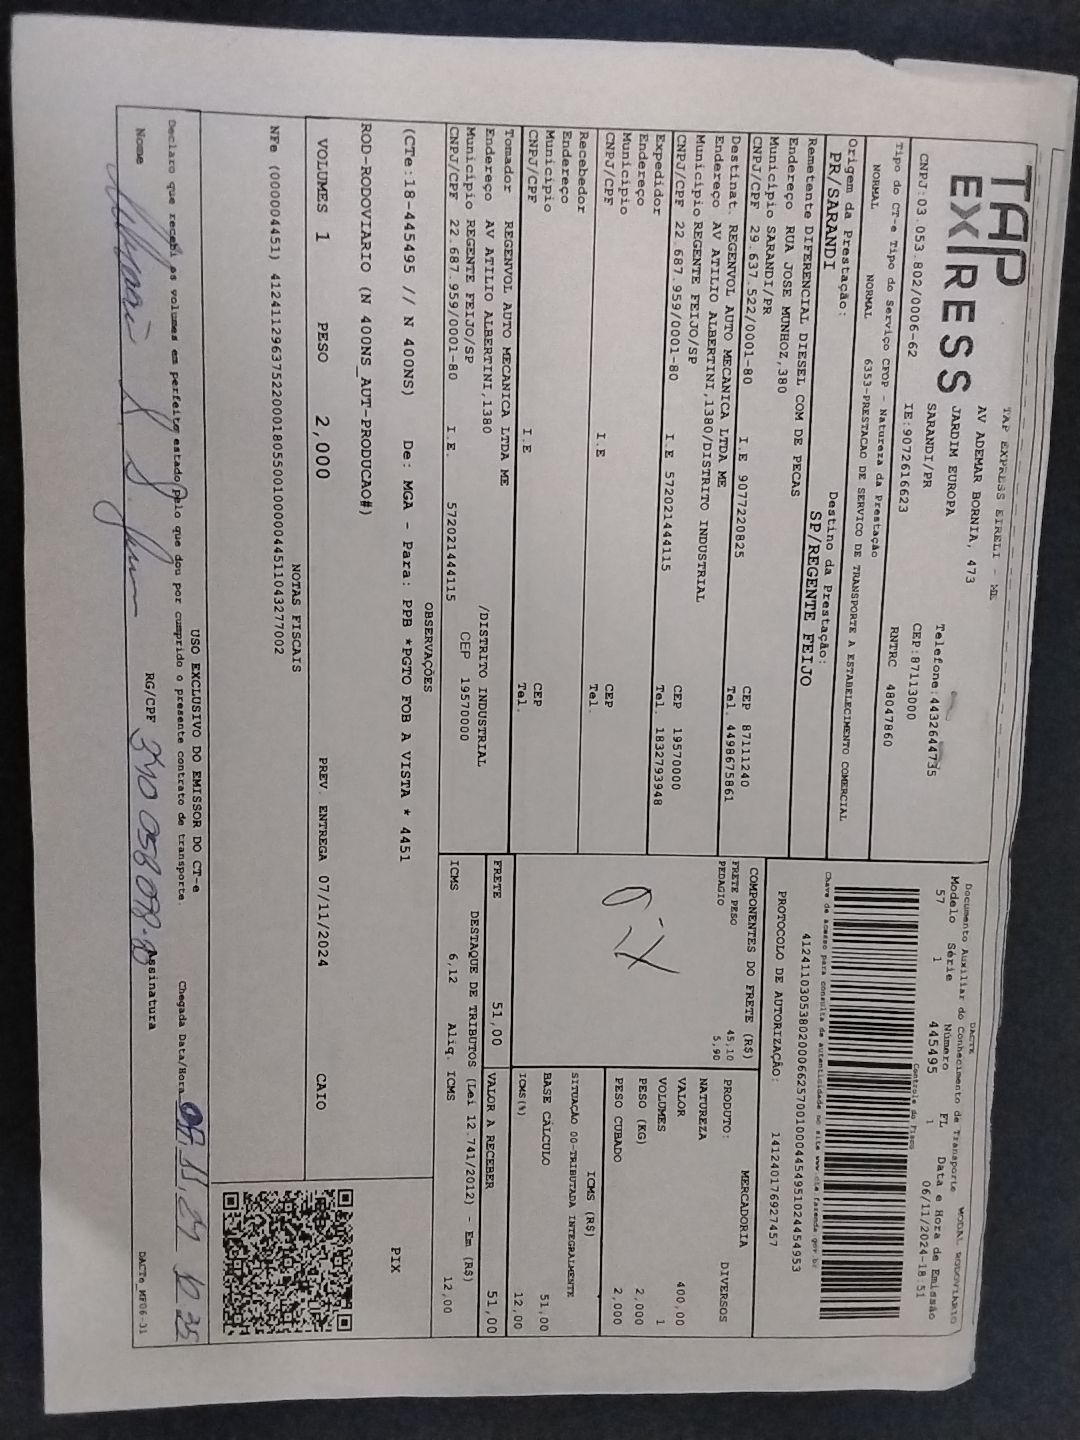 TAP
EXPRESS
TAP EXPRESS EIRELI - ME
AV ADEMAR BORNIA, 473
JARDIM EUROPA
SARANDI/PR
Telefone:4432644735
CEP:87113000
CNPJ:03.053.802/0006-62 IE:9072616623 RNTRC 48047860
Tipo do CT-e Tipo do Serviço CFOP - Natureza da Prestação
NORMAL NORMAL 6353-PRESTACAO DE SERVICO DE TRANSPORTE A ESTABELECIMENTO COMERCIAL
Origem da Prestação: Destino da Prestação:
PR/SARANDI SP/REGENTE FEIJO
Remetente DIFERENCIAL DIESEL COM DE PECAS
Endereço RUA JOSE MUNHOZ,380
Municipio SARANDI/PR CEP 87111240
CNPJ/CPF 29.637.522/0001-80 I.E 9077220825 Tel. 4498675861
Destinat. REGENVOL AUTO MECANICA LTDA ME
Endereço AV ATILIO ALBERTINI,1380/DISTRITO INDUSTRIAL
Municipio REGENTE FEIJO/SP CEP 19570000
CNPJ/CPF 22.687.959/0001-80 I.E 572021444115 Tel. 1832793948
Expedidor
Endereço
Municipio CEP
CNPJ/CPF I.E Tel.
Recebedor
Endereço
Municipio CEP
CNPJ/CPF I.E Tel.
Tomador REGENVOL AUTO MECANICA LTDA ME
Endereço AV ATILIO ALBERTINI,1380 /DISTRITO INDUSTRIAL
Municipio REGENTE FEIJO/SP CEP 19570000
CNPJ/CPF 22.687.959/0001-80 I.E. 572021444115
DACTE
Documento Auxiliar do Conhecimento de Transporte MODAL RODOVIARIO
Modelo Série Número FL Data e Hora de Emissão
57 1 445495 1 06/11/2024-18:51
Controle do Fisco
Chave de acesso para consulta de autenticidade no site www.cte.fazenda.gov.br
41241103053802000662570010004454951024454953
PROTOCOLO DE AUTORIZAÇÃO: 141240176927457
COMPONENTES DO FRETE (R$)
FRETE PESO 45,10
PEDAGIO 5,90
MERCADORIA
PRODUTO: DIVERSOS
NATUREZA
VALOR 400,00
VOLUMES 1
PESO (KG) 2,000
PESO CUBADO 2,000
ICMS (R$)
SITUAÇÃO 00-TRIBUTADA INTEGRALMENTE
BASE CÁLCULO 51,00
ICMS(%) 12,00
FRETE 51,00 VALOR A RECEBER 51,00
DESTAQUE DE TRIBUTOS (Lei 12.741/2012) - Em (R$)
ICMS 6,12 Aliq. ICMS 12,00
OBSERVAÇÕES
(CTe:18-445495 // N 400NS) De: MGA - Para: PPB *PGTO FOB A VISTA * 4451
ROD-RODOVIARIO (N 400NS_AUT-PRODUCAO#)
PIX
VOLUMES 1 PESO 2,000 PREV ENTREGA 07/11/2024 CAIO
NOTAS FISCAIS
NFe (000004451) 41241129637522000180550010000044511043277002
USO EXCLUSIVO DO EMISSOR DO CT-e
Declaro que recebi os volumes em perfeito estado pelo que dou por cumprido o presente contrato de transporte. Chegada Data/Hora
Nome RG/CPF Assinatura
DACTe_MF06-31